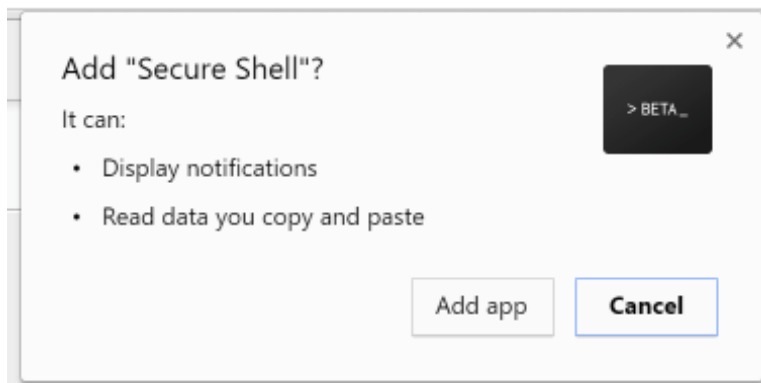 Add "Secure Shell"?
> BETA_
It can:
• Display notifications
• Read data you copy and paste
Add app
Cancel